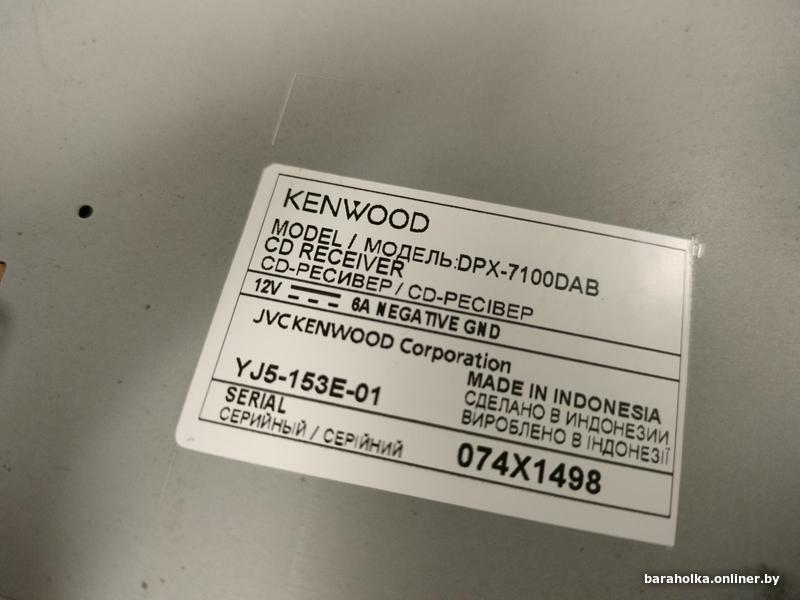 KENWOOD
MODEL / МОДЕЛЬ:DPX-7100DAB
CD RECEIVER
CD-РЕСИВЕР / CD-РЕСІВЕР
12V 6A NEGATIVE GND
JVCKENWOOD Corporation
YJ5-153E-01
MADE IN INDONESIA
СДЕЛАНО В ИНДОНЕЗИИ
ВИРОБЛЕНО В ІНДОНЕЗІЇ
SERIAL
СЕРИЙНЫЙ / СЕРІЙНИЙ
074X1498
baraholka.onliner.by